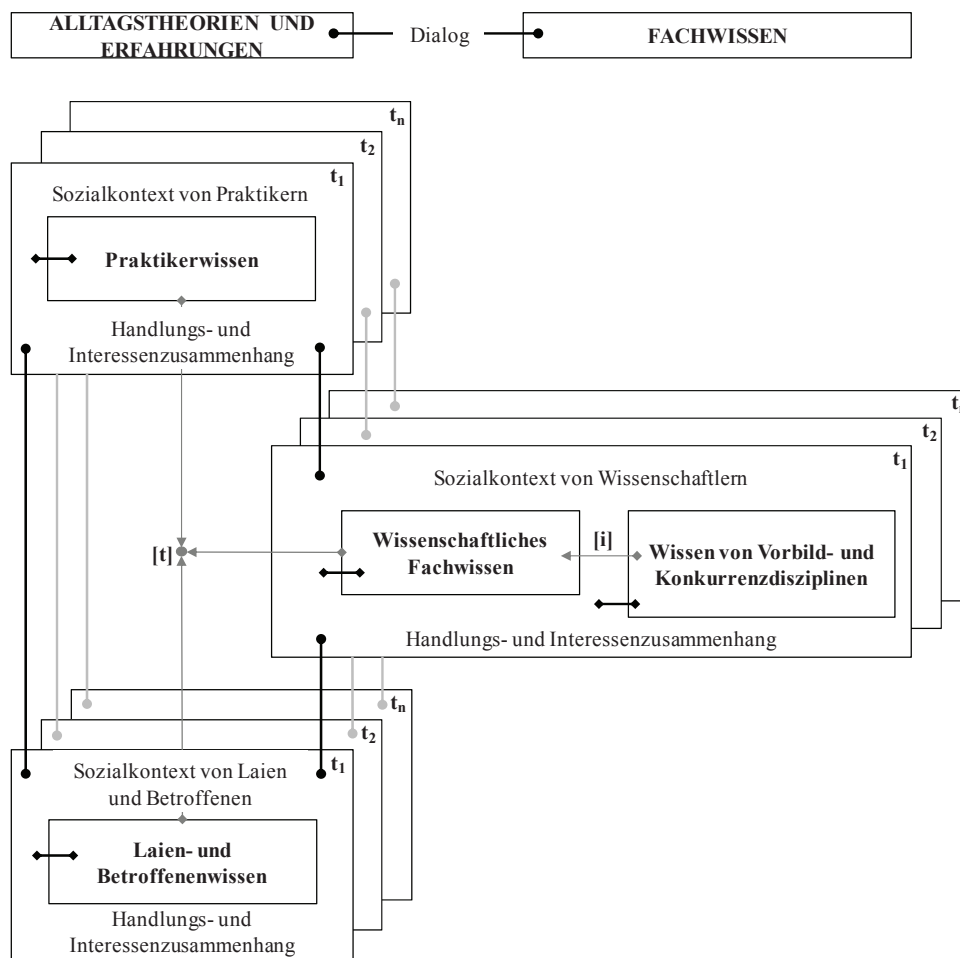 ALLTAGSTHEORIEN UND
ERFAHRUNGEN
Dialog
FACHWISSEN
tn
t2
t1
Sozialkontext von Praktikern
Praktikerwissen
Handlungs- und
Interessenzusammenhang
t2
t1
Sozialkontext von Wissenschaftlern
[t]
Wissenschaftliches
Fachwissen
[i]
Wissen von Vorbild- und
Konkurrenzdisziplinen
Handlungs- und Interessenzusammenhang
tn
t2
t1
Sozialkontext von Laien
und Betroffenen
Laien- und
Betroffenenwissen
Handlungs- und
Interessenzusammenhang